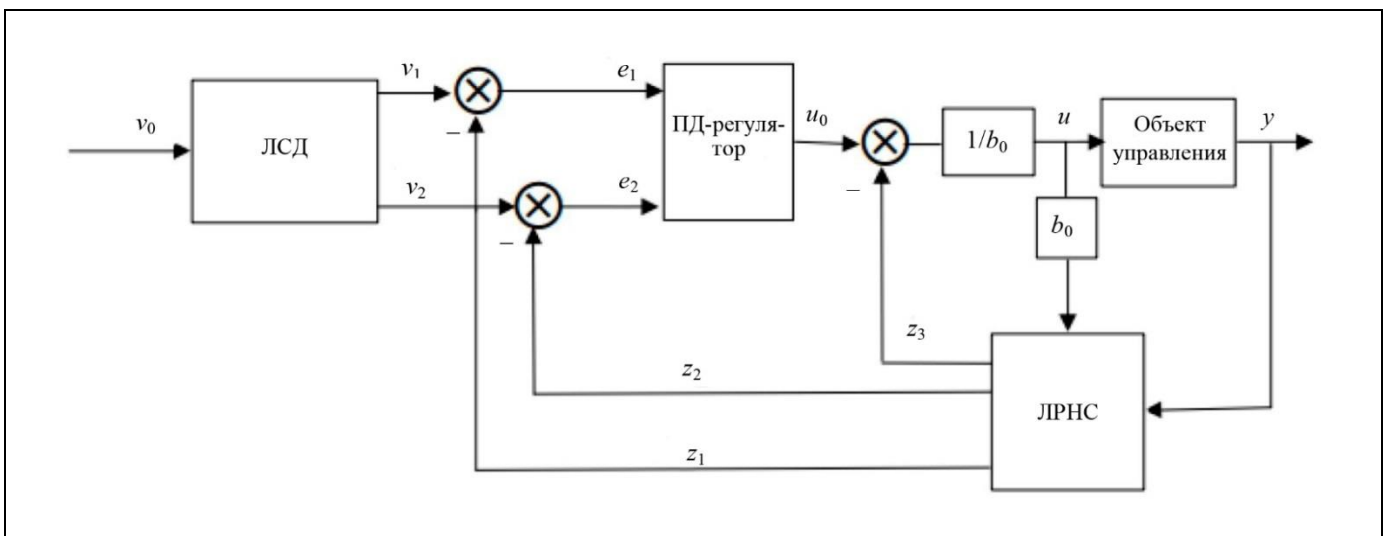 v₀
ЛСД
v₁
–
v₂
–
e₁
e₂
ПД-регуля-
тор
u₀
–
1/b₀
u
Объект
управления
y
b₀
z₃
z₂
z₁
ЛРНС